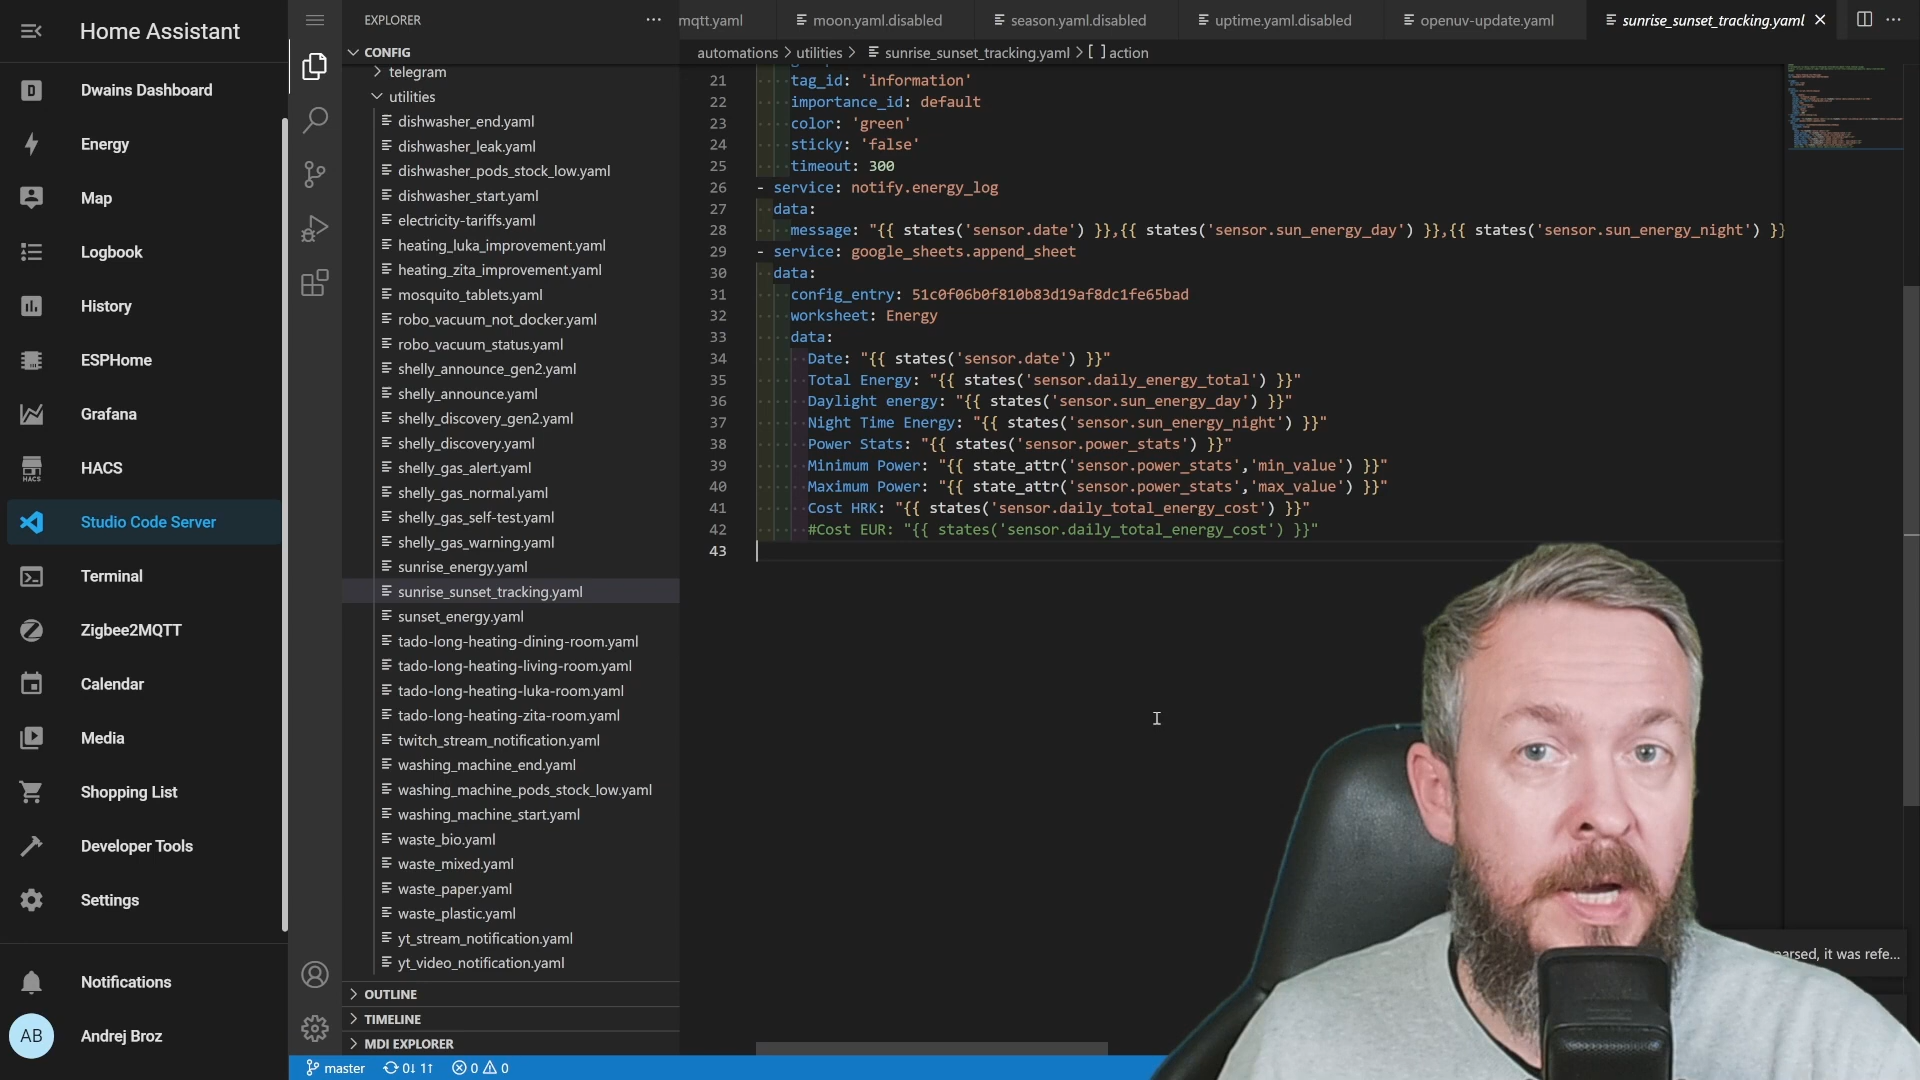 Home Assistant
Dwains Dashboard
Energy
Map
Logbook
History
ESPHome
Grafana
HACS
HACS
Studio Code Server
Terminal
Zigbee2MQTT
Calendar
Media
Shopping List
Developer Tools
Settings
Notifications
AB Andrej Broz
EXPLORER
CONFIG
telegram
utilities
dishwasher_end.yaml
dishwasher_leak.yaml
dishwasher_pods_stock_low.yaml
dishwasher_start.yaml
electricity-tariffs.yaml
heating_luka_improvement.yaml
heating_zita_improvement.yaml
mosquito_tablets.yaml
robo_vacuum_not_docker.yaml
robo_vacuum_status.yaml
shelly_announce_gen2.yaml
shelly_announce.yaml
shelly_discovery_gen2.yaml
shelly_discovery.yaml
shelly_gas_alert.yaml
shelly_gas_normal.yaml
shelly_gas_self-test.yaml
shelly_gas_warning.yaml
sunrise_energy.yaml
sunrise_sunset_tracking.yaml
sunset_energy.yaml
tado-long-heating-dining-room.yaml
tado-long-heating-living-room.yaml
tado-long-heating-luka-room.yaml
tado-long-heating-zita-room.yaml
twitch_stream_notification.yaml
washing_machine_end.yaml
washing_machine_pods_stock_low.yaml
washing_machine_start.yaml
waste_bio.yaml
waste_mixed.yaml
waste_paper.yaml
waste_plastic.yaml
yt_stream_notification.yaml
yt_video_notification.yaml
OUTLINE
TIMELINE
MDI EXPLORER
mqtt.yaml moon.yaml.disabled season.yaml.disabled uptime.yaml.disabled openuv-update.yaml sunrise_sunset_tracking.yaml
automations > utilities > sunrise_sunset_tracking.yaml > [ ] action
21 tag_id: 'information'
22 importance_id: default
23 color: 'green'
24 sticky: 'false'
25 timeout: 300
26 - service: notify.energy_log
27 data:
28 message: "{{ states('sensor.date') }},{{ states('sensor.sun_energy_day') }},{{ states('sensor.sun_energy_night') }}
29 - service: google_sheets.append_sheet
30 data:
31 config_entry: 51c0f06b0f810b83d19af8dc1fe65bad
32 worksheet: Energy
33 data:
34 Date: "{{ states('sensor.date') }}"
35 Total Energy: "{{ states('sensor.daily_energy_total') }}"
36 Daylight energy: "{{ states('sensor.sun_energy_day') }}"
37 Night Time Energy: "{{ states('sensor.sun_energy_night') }}"
38 Power Stats: "{{ states('sensor.power_stats') }}"
39 Minimum Power: "{{ state_attr('sensor.power_stats','min_value') }}"
40 Maximum Power: "{{ state_attr('sensor.power_stats','max_value') }}"
41 Cost HRK: "{{ states('sensor.daily_total_energy_cost') }}"
42 #Cost EUR: "{{ states('sensor.daily_total_energy_cost') }}"
43
parsed, it was refe...
master 0↓ 1↑ 0 0